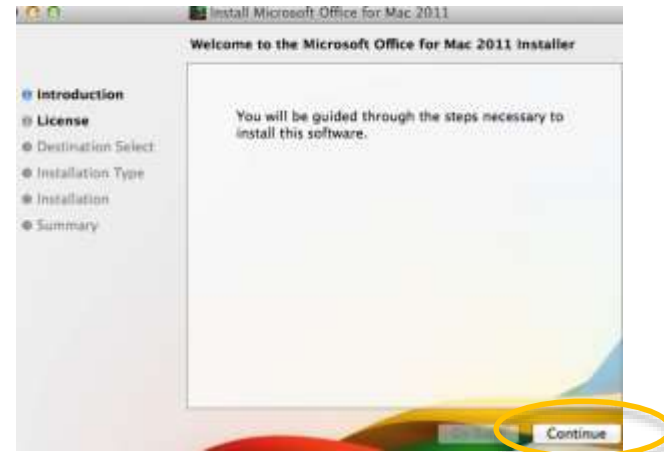 Install Microsoft Office for Mac 2011
Welcome to the Microsoft Office for Mac 2011 Installer
Introduction
License
Destination Select
Installation Type
Installation
Summary
You will be guided through the steps necessary to
install this software.
Continue